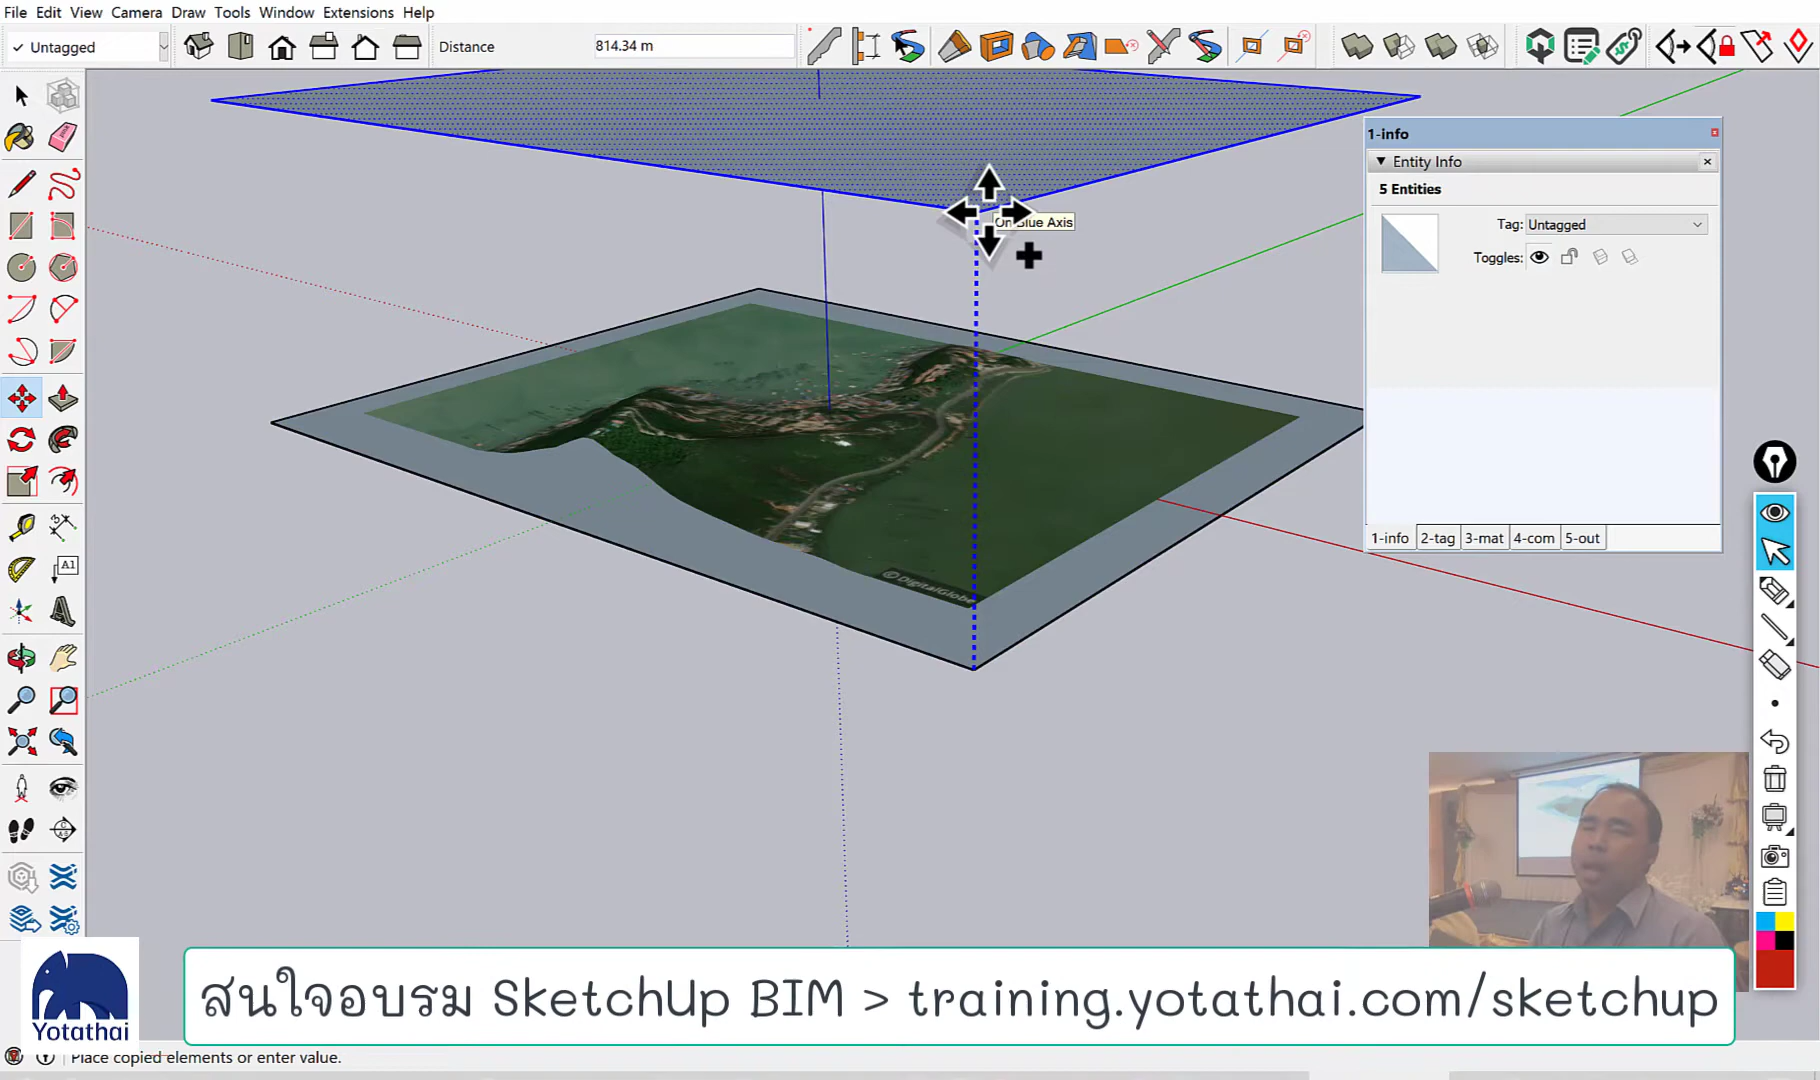 File Edit View Camera Draw Tools Window Extensions Help
✓ Untagged
Distance
814.34 m
On Blue Axis
1-info
Entity Info
5 Entities
Tag: Untagged
Toggles:
1-info 2-tag 3-mat 4-com 5-out
A1
© DigitalGlobe
Yotathai
สนใจอบรม SketchUp BIM > training.yotathai.com/sketchup
Place copied elements or enter value.